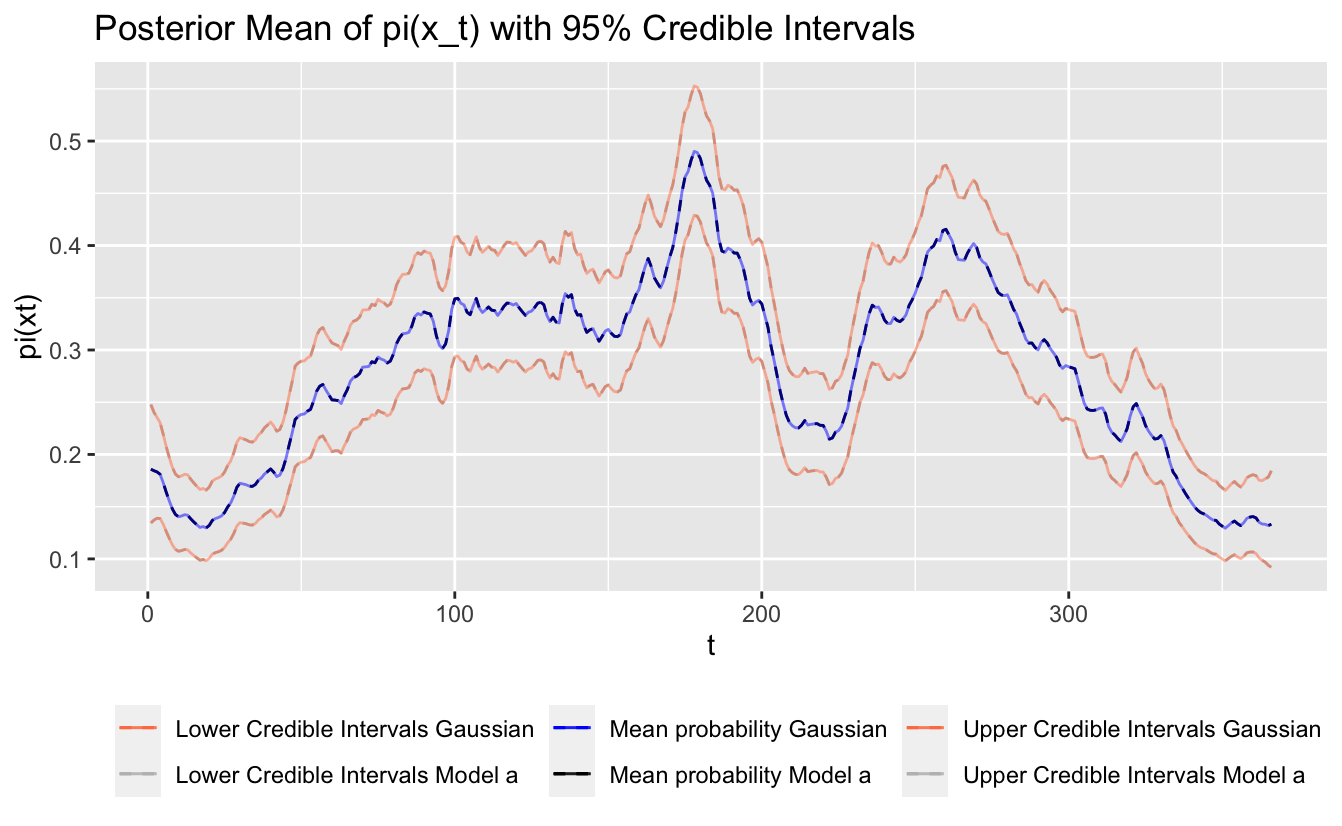 Posterior Mean of pi(x_t) with 95% Credible Intervals
pi(xt)
0.5
0.4
0.3
0.2
0.1
0 100 200 300
t
Lower Credible Intervals Gaussian Mean probability Gaussian Upper Credible Intervals Gaussian
Lower Credible Intervals Model a Mean probability Model a Upper Credible Intervals Model a